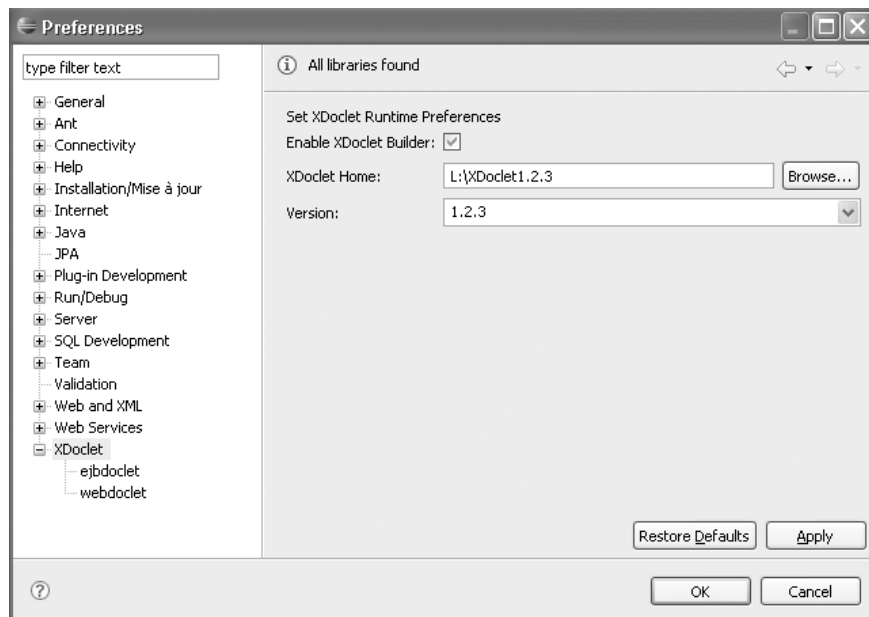 Preferences
type filter text
General
Ant
Connectivity
Help
Installation/Mise à jour
Internet
Java
JPA
Plug-in Development
Run/Debug
Server
SQL Development
Team
Validation
Web and XML
Web Services
XDoclet
ejbdoclet
webdoclet
All libraries found
Set XDoclet Runtime Preferences
Enable XDoclet Builder:
XDoclet Home: L:\XDoclet1.2.3 Browse...
Version: 1.2.3
Restore Defaults Apply
OK Cancel